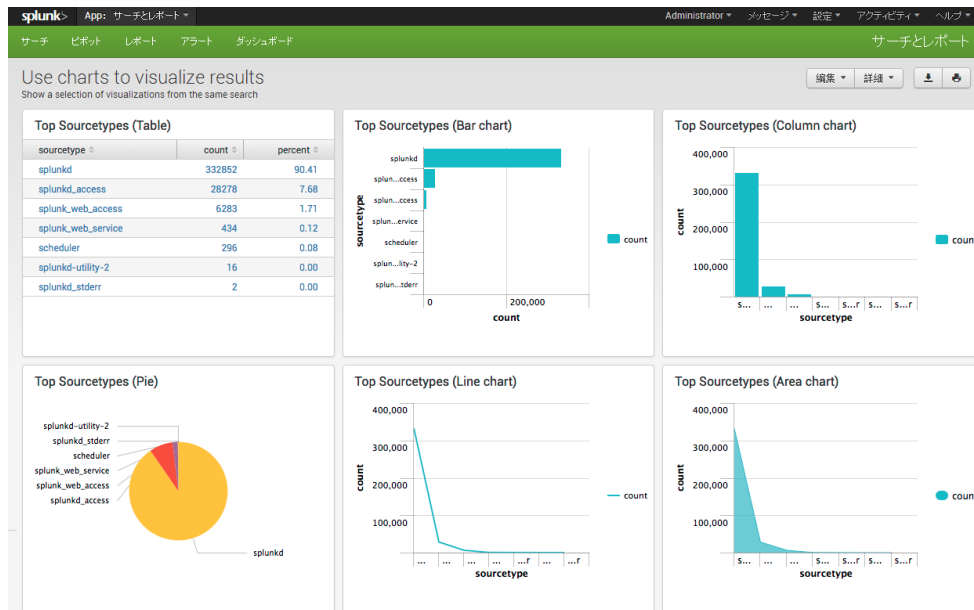 splunk> App: サーチとレポート Administrator メッセージ 設定 アクティビティ ヘルプ
サーチ ピボット レポート アラート ダッシュボード サーチとレポート
Use charts to visualize results
Show a selection of visualizations from the same search
編集 詳細
Top Sourcetypes (Table)
sourcetype count percent
splunkd 332852 90.41
splunkd_access 28278 7.68
splunk_web_access 6283 1.71
splunk_web_service 434 0.12
scheduler 296 0.08
splunkd-utility-2 16 0.00
splunkd_stderr 2 0.00
Top Sourcetypes (Bar chart)
sourcetype
splunkd
splun...ccess
splun...ccess
splun...ervice
scheduler
splun...lity-2
splun...tderr
0 200,000
count
count
Top Sourcetypes (Column chart)
count
400,000
300,000
200,000
100,000
s... ... ... s... s...r s... s...r
sourcetype
coun
Top Sourcetypes (Pie)
splunkd-utility-2
splunkd_stderr
scheduler
splunk_web_service
splunk_web_access
splunkd_access
splunkd
Top Sourcetypes (Line chart)
count
400,000
300,000
200,000
100,000
... ... ... ... ...r ... ...r
sourcetype
count
Top Sourcetypes (Area chart)
count
400,000
300,000
200,000
100,000
s... ... ... s... s...r s... s...r
sourcetype
coun